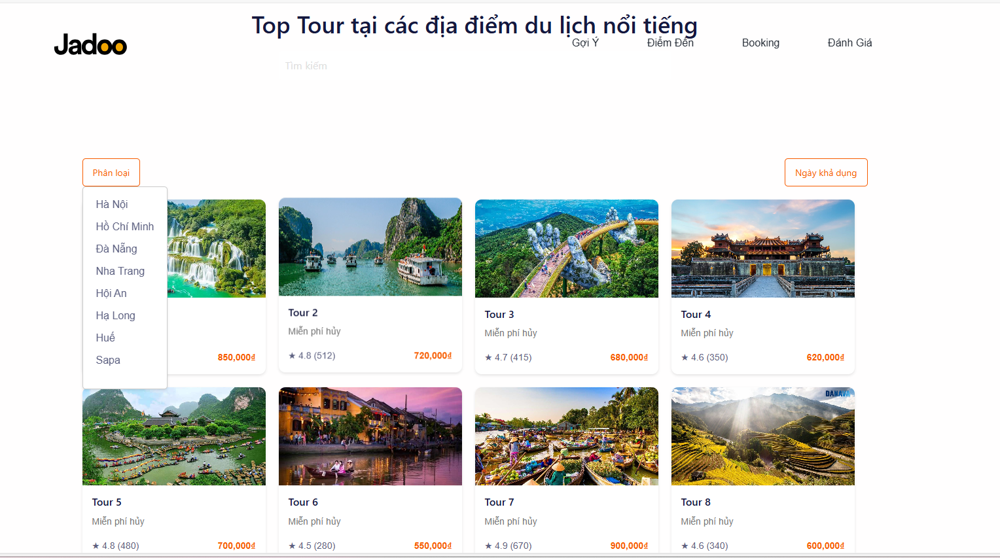 Top Tour tại các địa điểm du lịch nổi tiếng
Jadoo
Gợi Ý
Điểm Đến
Booking
Đánh Giá
Tìm kiếm
Phân loại
Ngày khả dụng
Hà Nội
Hồ Chí Minh
Đà Nẵng
Nha Trang
Hội An
Hạ Long
Huế
Sapa
850,000₫
Tour 2
Miễn phí hủy
★ 4.8 (512) 720,000₫
Tour 3
Miễn phí hủy
★ 4.7 (415) 680,000₫
Tour 4
Miễn phí hủy
★ 4.6 (350) 620,000₫
DANAVA
Tour 5
Miễn phí hủy
★ 4.8 (480) 700,000₫
Tour 6
Miễn phí hủy
★ 4.5 (280) 550,000₫
Tour 7
Miễn phí hủy
★ 4.9 (670) 900,000₫
Tour 8
Miễn phí hủy
★ 4.6 (340) 600,000₫